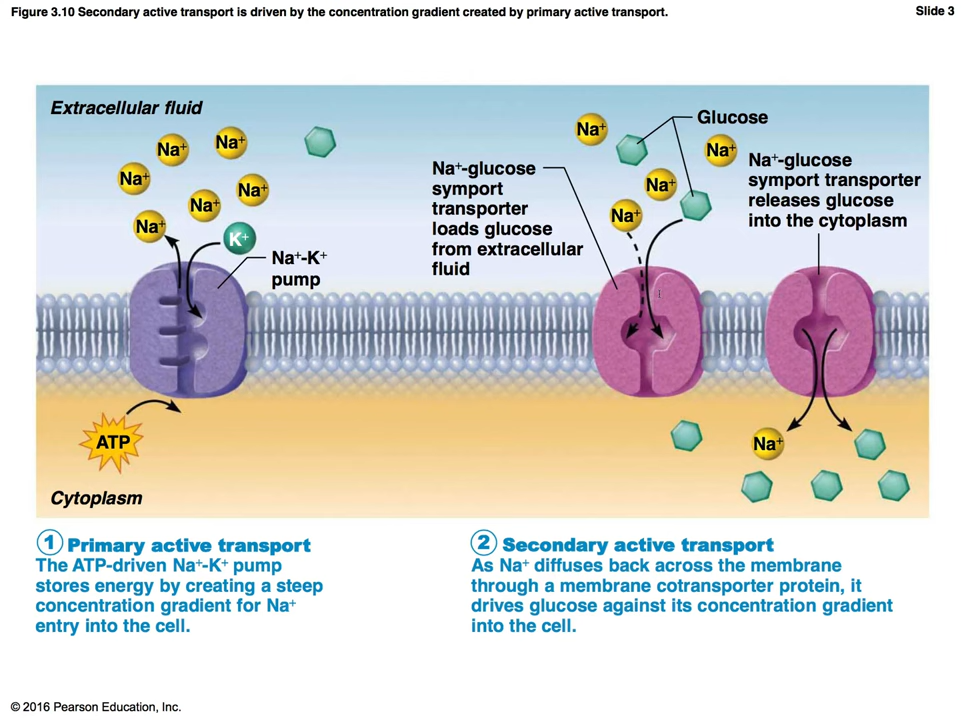 Figure 3.10 Secondary active transport is driven by the concentration gradient created by primary active transport.
Slide 3
Extracellular fluid
Na+
Na+
Na+
Na+
Na+
Na+
K+
Na+-K+
pump
Na+-glucose
symport
transporter
loads glucose
from extracellular
fluid
Na+
Glucose
Na+
Na+
Na+
Na+-glucose
symport transporter
releases glucose
into the cytoplasm
ATP
Na+
Cytoplasm
1 Primary active transport
The ATP-driven Na+-K+ pump
stores energy by creating a steep
concentration gradient for Na+
entry into the cell.
2 Secondary active transport
As Na+ diffuses back across the membrane
through a membrane cotransporter protein, it
drives glucose against its concentration gradient
into the cell.
© 2016 Pearson Education, Inc.